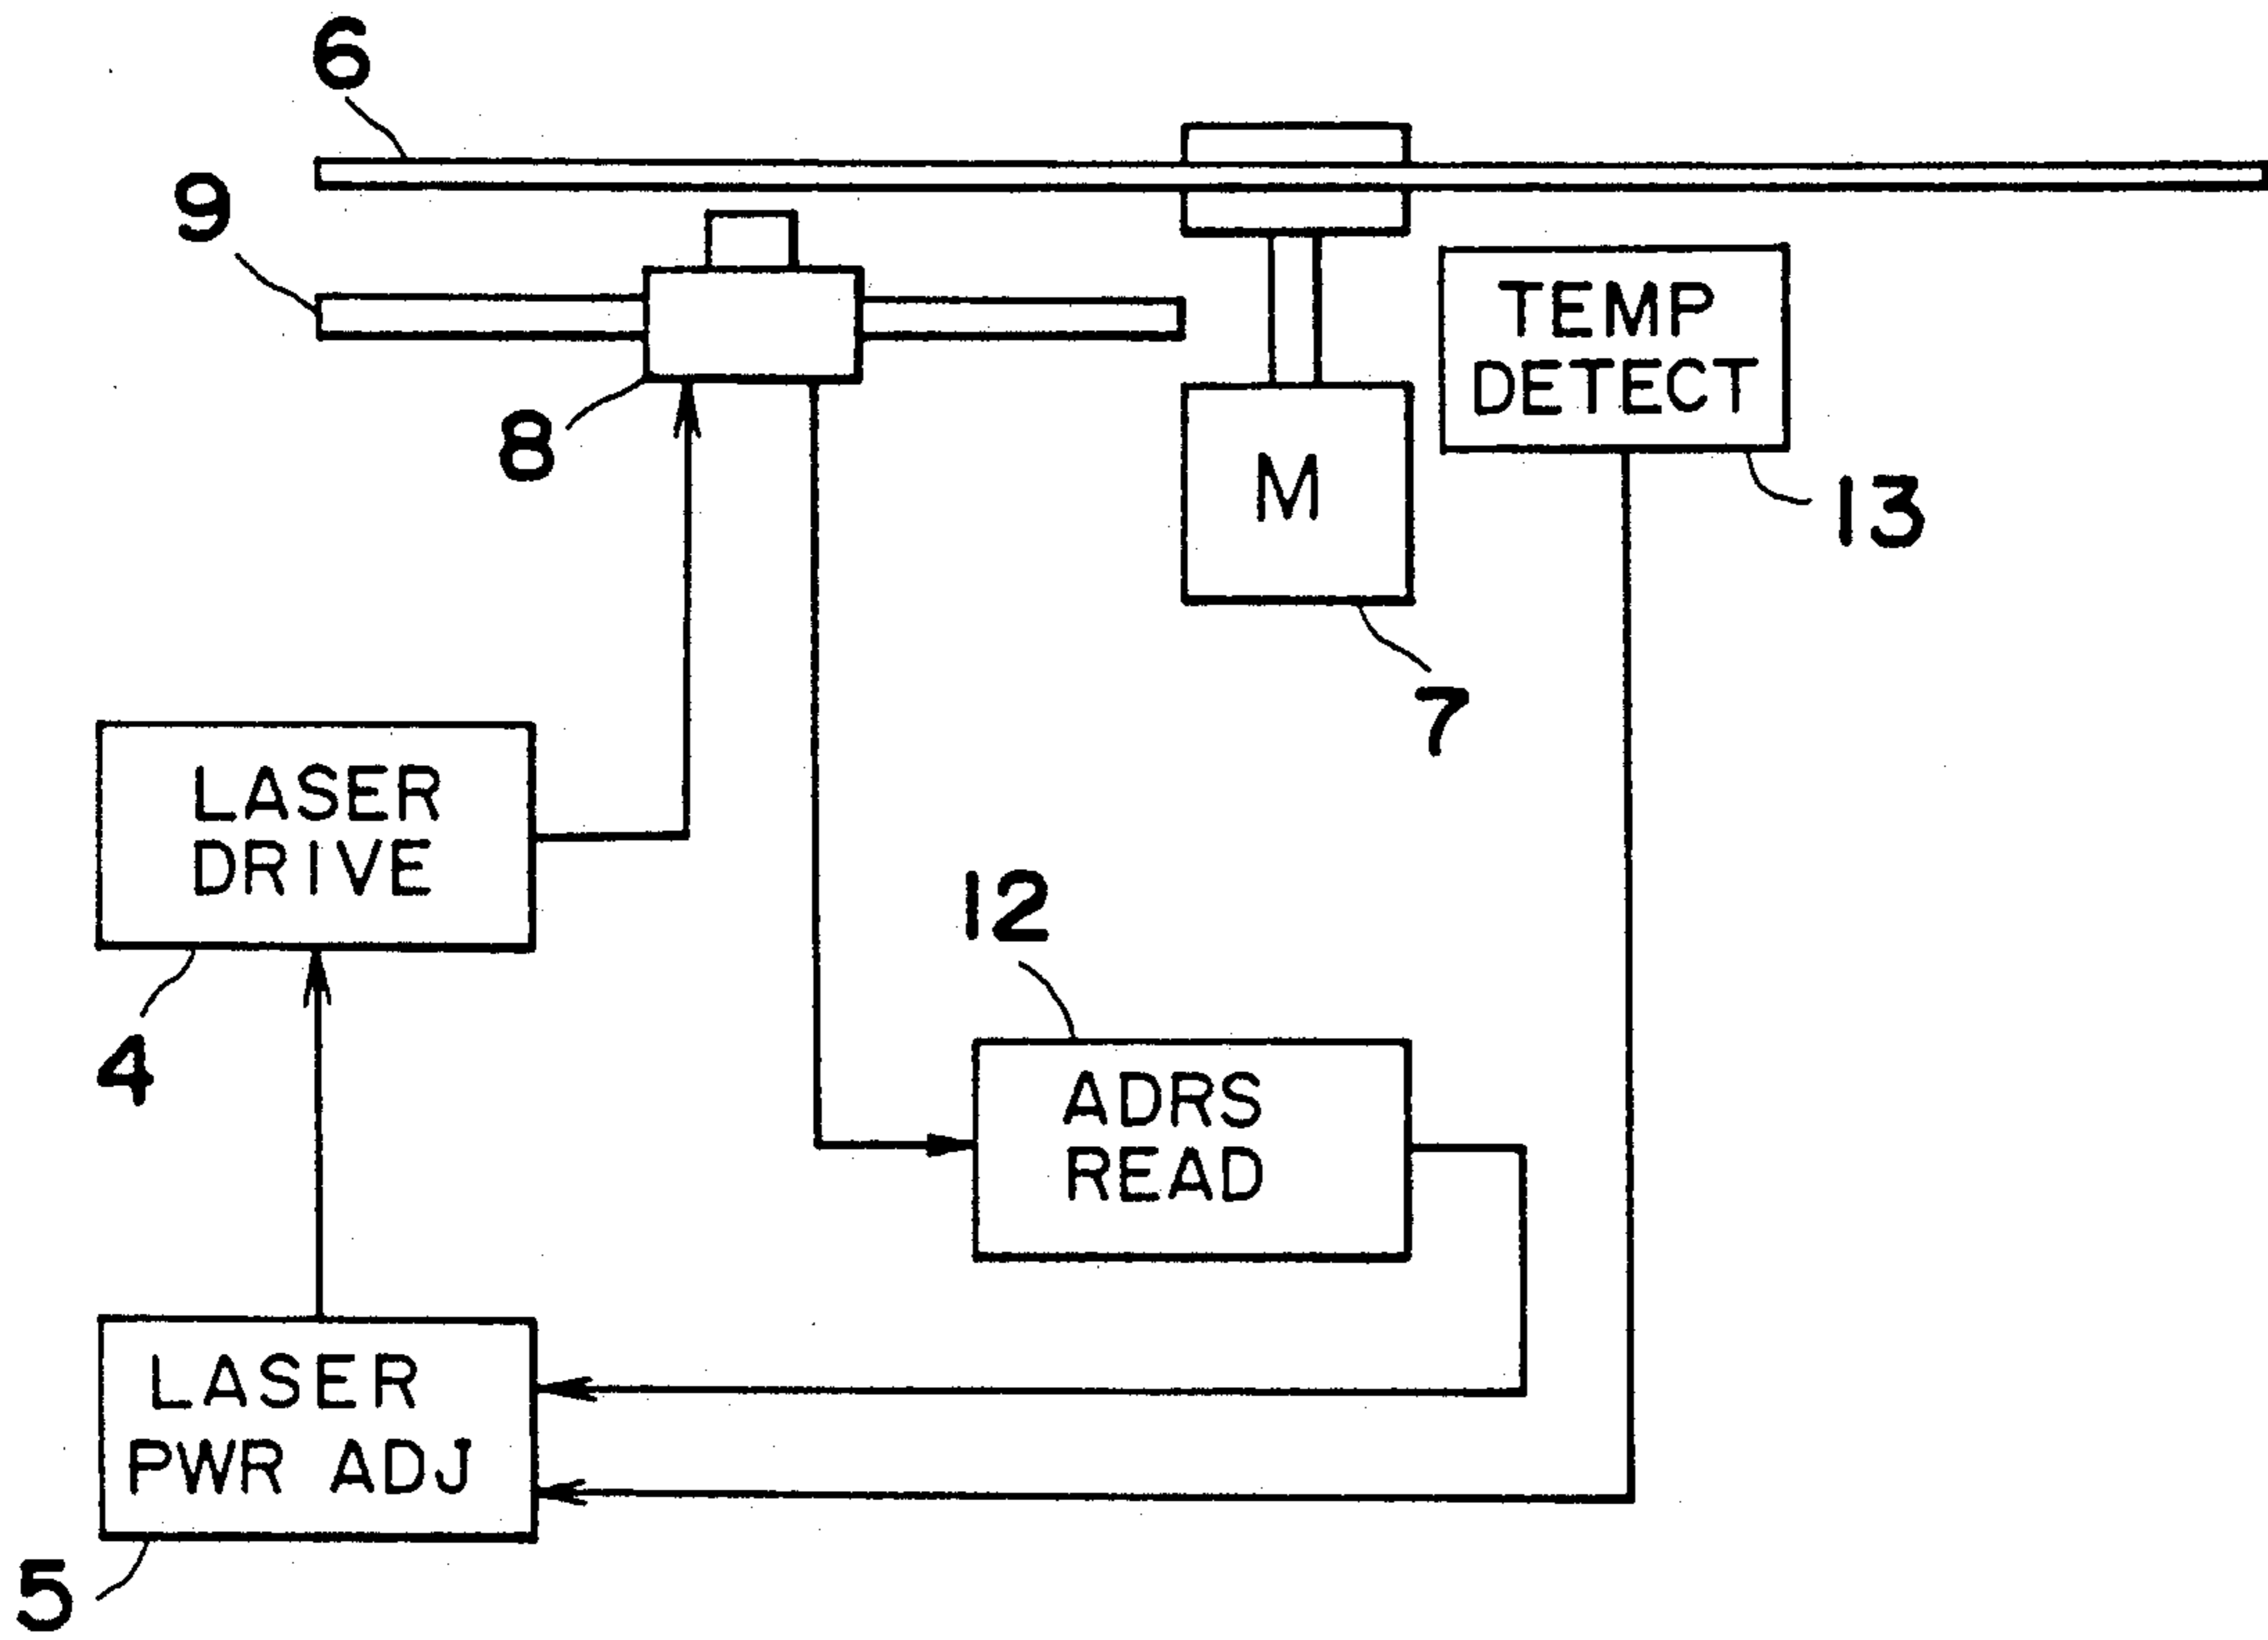 6
9
TEMP
DETECT
8
M
13
7
LASER
DRIVE
12
4
ADRS
READ
LASER
PWR ADJ
5